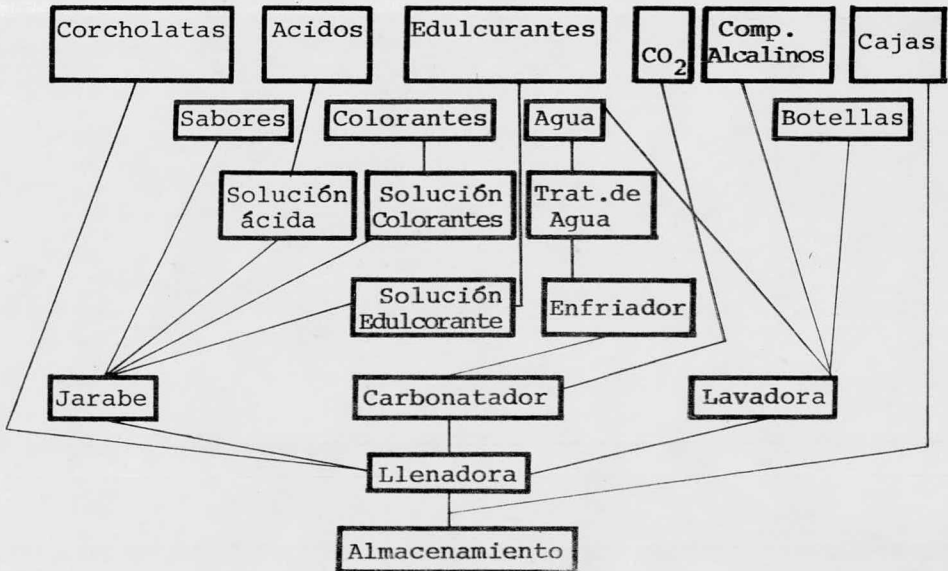 Corcholatas
Acidos
Edulcurantes
CO2
Comp.
Alcalinos
Cajas
Sabores
Colorantes
Agua
Botellas
Solución
ácida
Solución
Colorantes
Trat.de
Agua
Solución
Edulcorante
Enfriador
Jarabe
Carbonatador
Lavadora
Llenadora
Almacenamiento